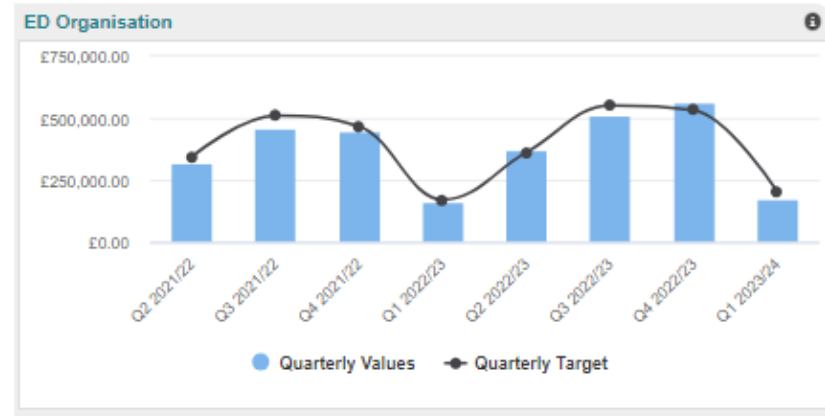 ED Organisation
£750,000.00
£500,000.00
£250,000.00
£0.00
Q2 2021/22
Q3 2021/22
Q4 2021/22
Q1 2022/23
Q2 2022/23
Q3 2022/23
Q4 2022/23
Q1 2023/24
Quarterly Values
Quarterly Target